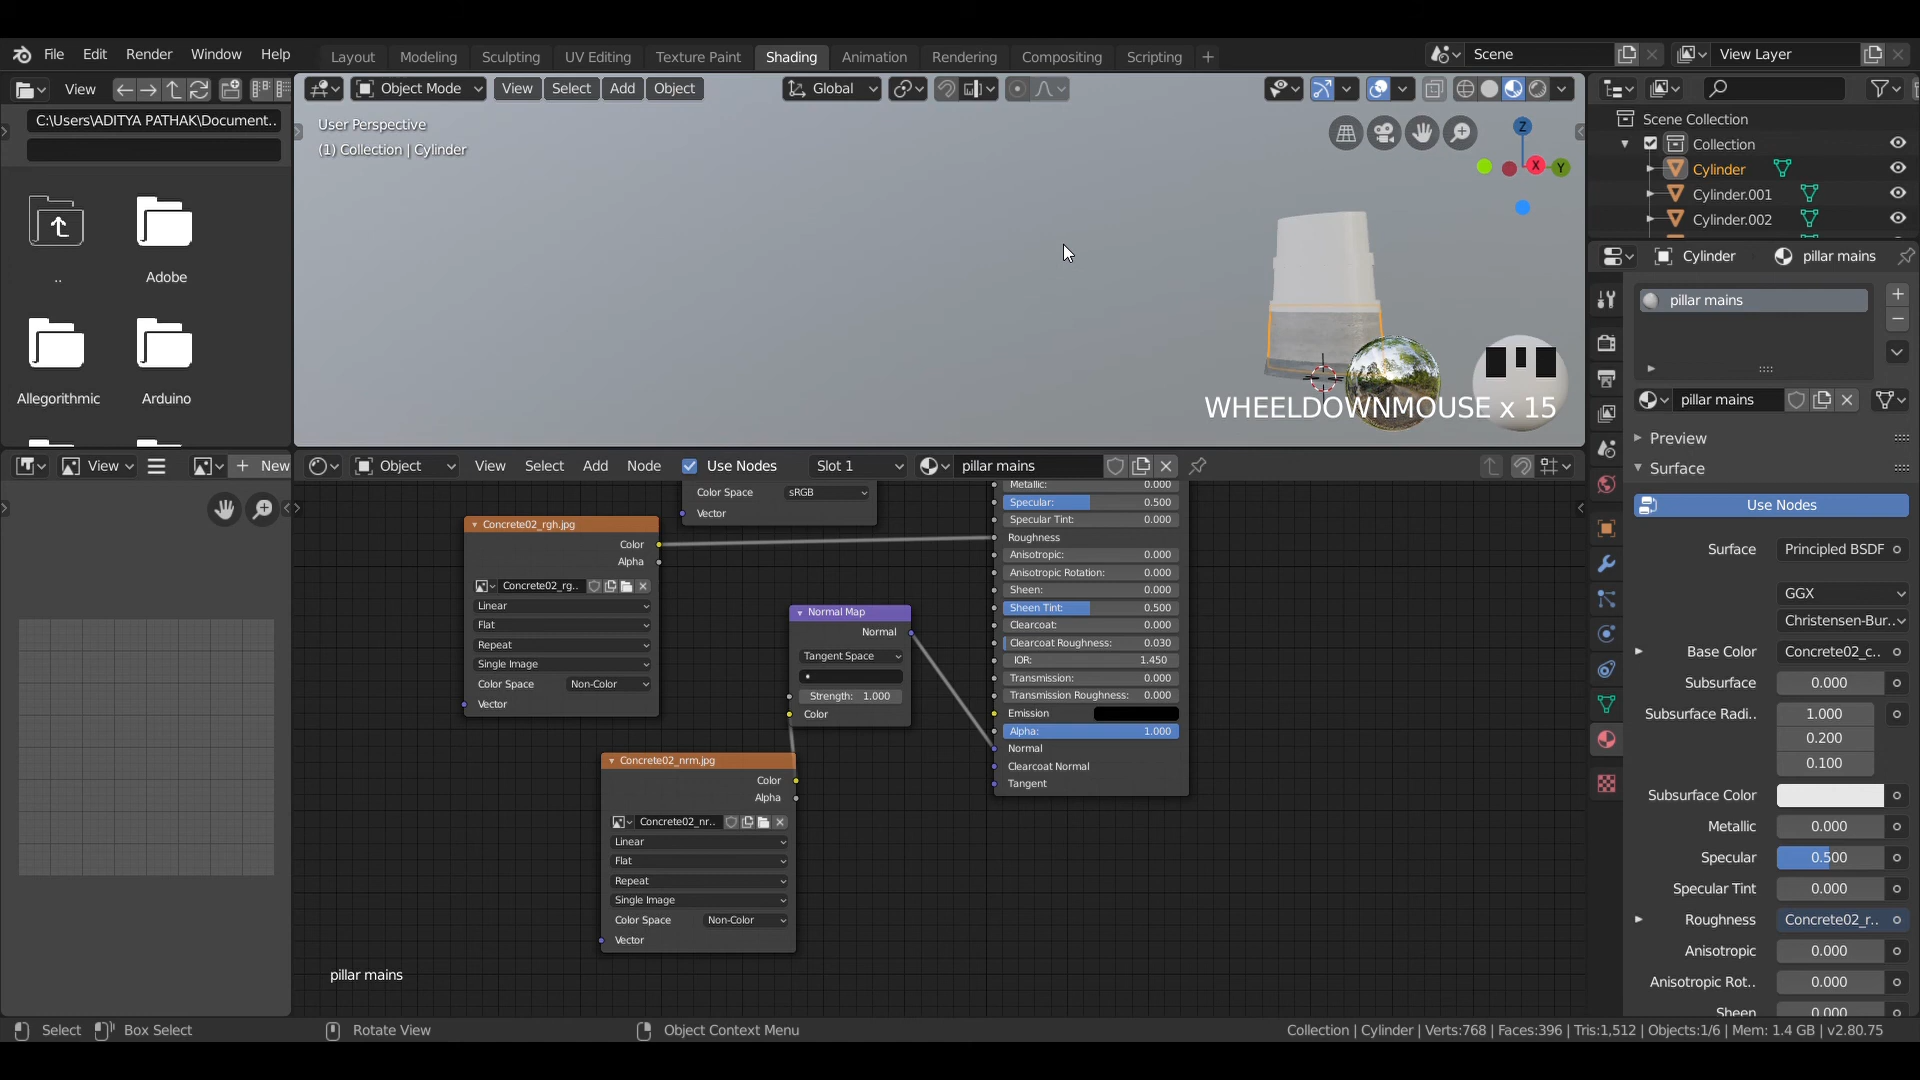 File Edit Render Window Help Layout Modeling Sculpting UV Editing Texture Paint Shading Animation Rendering Compositing Scripting + Scene View Layer
View
C:\Users\ADITYA PATHAK\Document..
..
Adobe
Allegorithmic
Arduino
Object Mode View Select Add Object Global
User Perspective
(1) Collection | Cylinder
Z
X
Y
WHEELDOWNMOUSE x 15
Scene Collection
Collection
Cylinder
Cylinder.001
Cylinder.002
Cylinder pillar mains
pillar mains
pillar mains
Preview
Surface
Use Nodes
Surface Principled BSDF
GGX
Christensen-Bur..
Base Color Concrete02_c..
Subsurface 0.000
Subsurface Radi.. 1.000
0.200
0.100
Subsurface Color
Metallic 0.000
Specular 0.500
Specular Tint 0.000
Roughness Concrete02_r..
Anisotropic 0.000
Anisotropic Rot.. 0.000
Sheen 0.000
View + New
Object View Select Add Node Use Nodes Slot 1 pillar mains
Color Space sRGB
Vector
Concrete02_rgh.jpg
Color
Alpha
Concrete02_rg..
Linear
Flat
Repeat
Single Image
Color Space Non-Color
Vector
Normal Map
Normal
Tangent Space
Strength: 1.000
Color
Concrete02_nrm.jpg
Color
Alpha
Concrete02_nr..
Linear
Flat
Repeat
Single Image
Color Space Non-Color
Vector
Metallic: 0.000
Specular: 0.500
Specular Tint: 0.000
Roughness
Anisotropic: 0.000
Anisotropic Rotation: 0.000
Sheen: 0.000
Sheen Tint: 0.500
Clearcoat: 0.000
Clearcoat Roughness: 0.030
IOR: 1.450
Transmission: 0.000
Transmission Roughness: 0.000
Emission
Alpha: 1.000
Normal
Clearcoat Normal
Tangent
pillar mains
Select Box Select Rotate View Object Context Menu Collection | Cylinder | Verts:768 | Faces:396 | Tris:1,512 | Objects:1/6 | Mem: 1.4 GB | v2.80.75